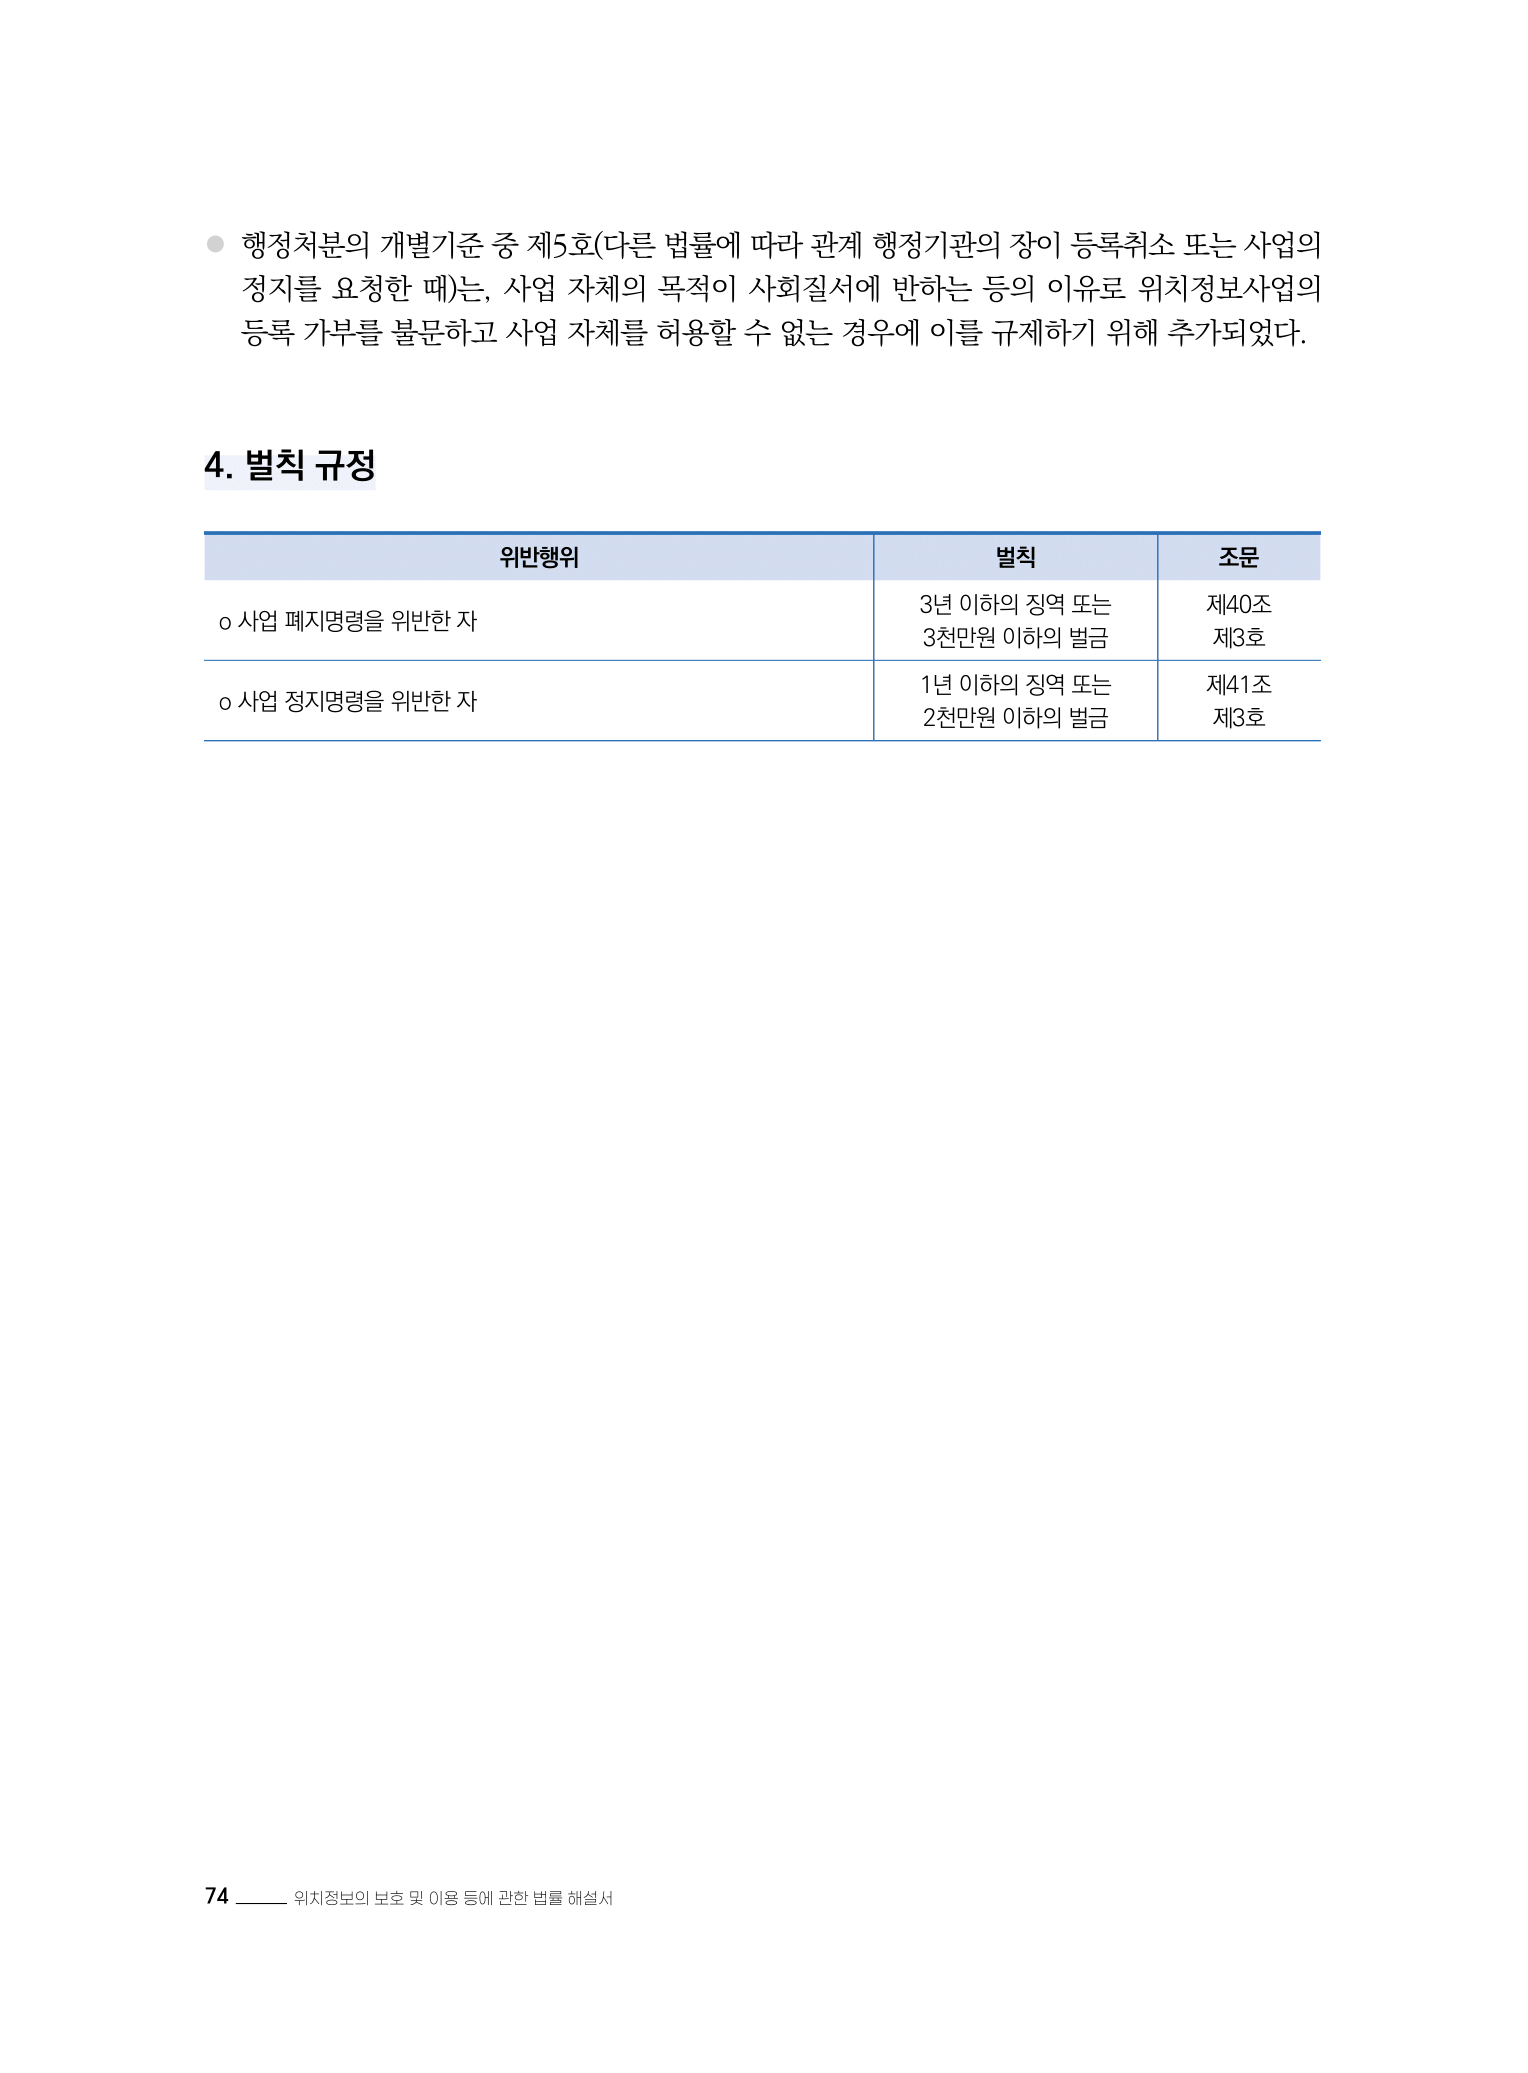 ● 행정처분의 개별기준 중 제5호(다른 법률에 따라 관계 행정기관의 장이 등록취소 또는 사업의
정지를 요청한 때)는, 사업 자체의 목적이 사회질서에 반하는 등의 이유로 위치정보사업의
등록 가부를 불문하고 사업 자체를 허용할 수 없는 경우에 이를 규제하기 위해 추가되었다.
4. 벌칙 규정
위반행위 벌칙 조문
o 사업 폐지명령을 위반한 자
3년 이하의 징역 또는
3천만원 이하의 벌금
제40조
제3호
o 사업 정지명령을 위반한 자
1년 이하의 징역 또는
2천만원 이하의 벌금
제41조
제3호
74 위치정보의 보호 및 이용 등에 관한 법률 해설서